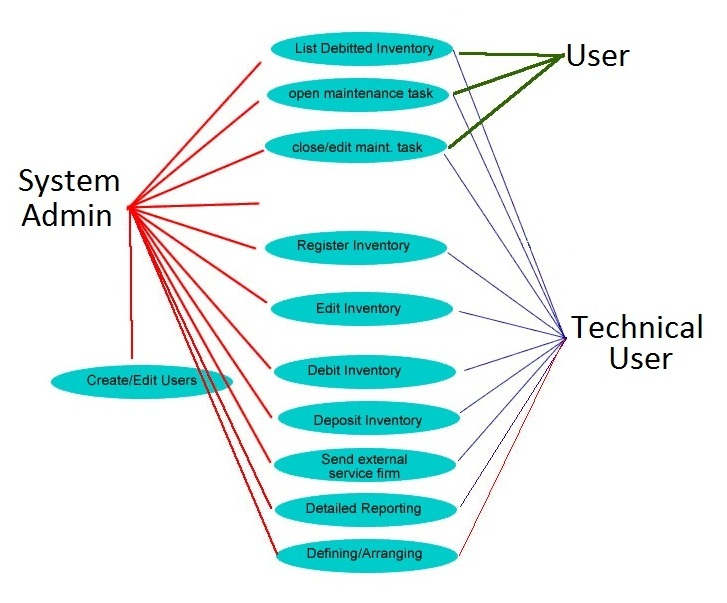 List Debitted Inventory
User
open maintenance task
close/edit maint. task
System
Admin
Register Inventory
Edit Inventory
Technical
User
Create/Edit Users
Debit Inventory
Deposit Inventory
Send external
service firm
Detailed Reporting
Defining/Arranging